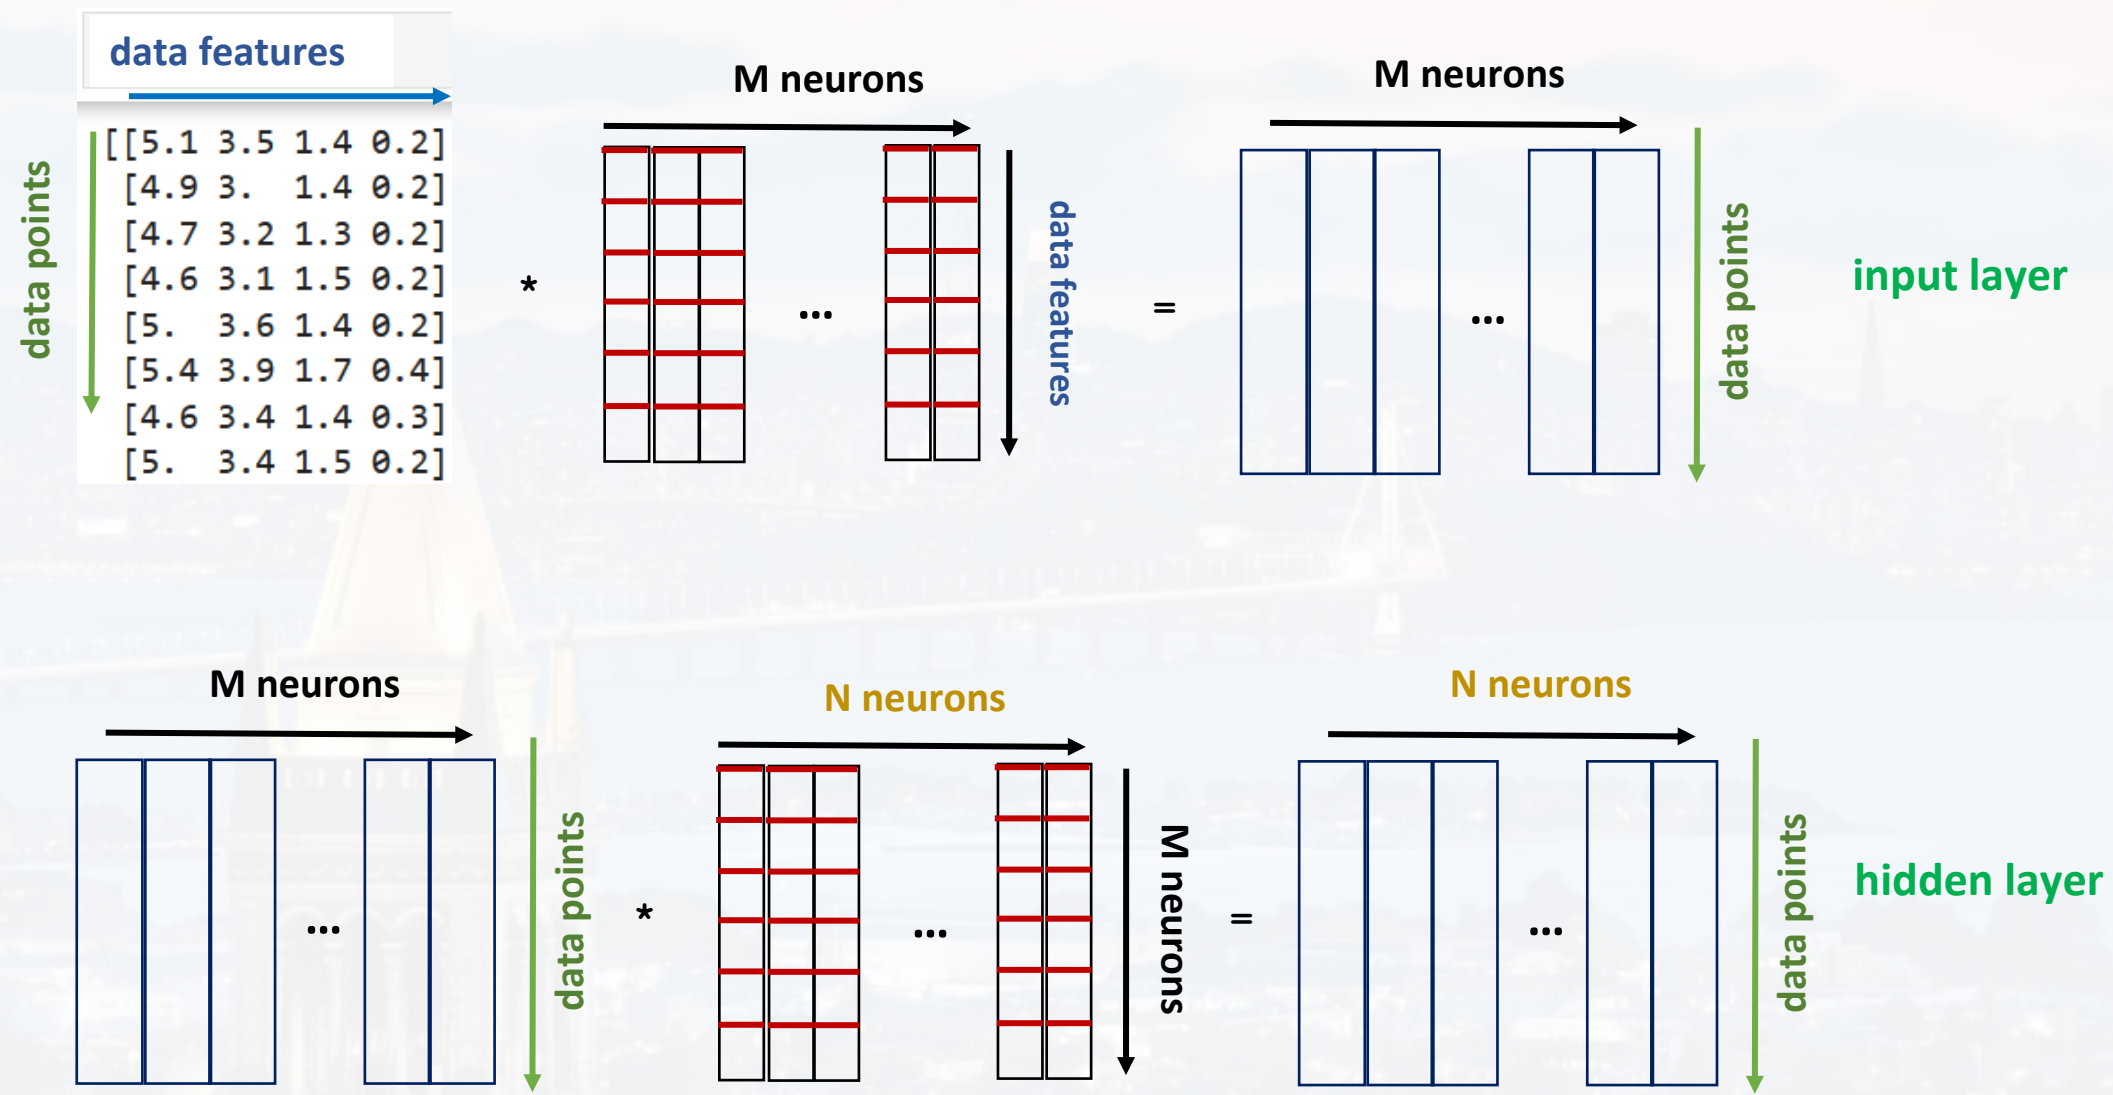 data features
data points
[[5.1 3.5 1.4 0.2]
[4.9 3. 1.4 0.2]
[4.7 3.2 1.3 0.2]
[4.6 3.1 1.5 0.2]
[5. 3.6 1.4 0.2]
[5.4 3.9 1.7 0.4]
[4.6 3.4 1.4 0.3]
[5. 3.4 1.5 0.2]
*
M neurons
...
data features
=
M neurons
...
data points
input layer
M neurons
...
data points
*
N neurons
...
M neurons
=
N neurons
...
data points
hidden layer